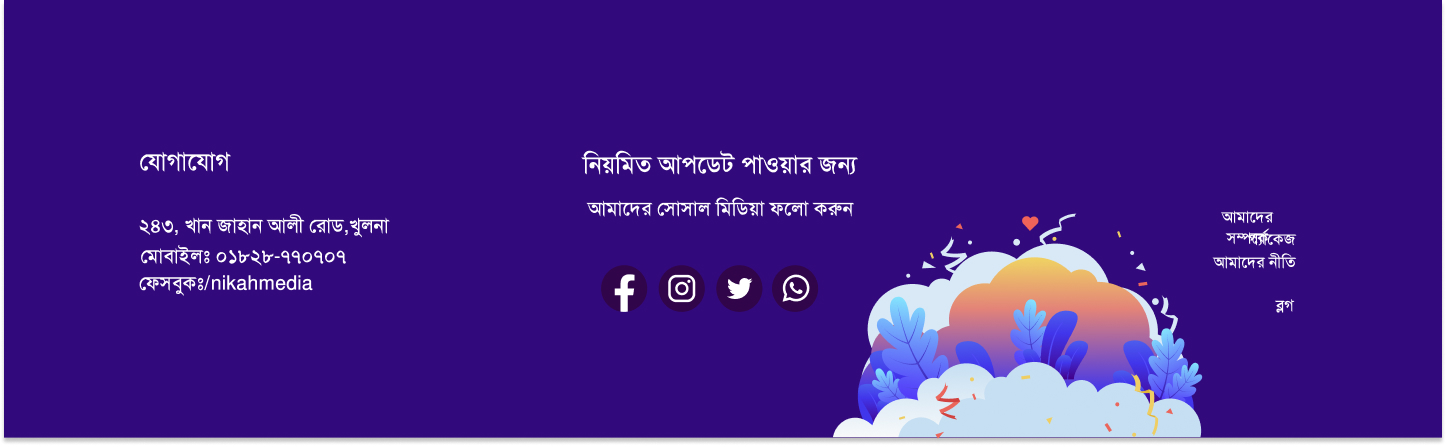 যোগাযোগ
২৪৩, খান জাহান আলী রোড,খুলনা
মোবাইলঃ ০১৮২৮-৭৭০৭০৭
ফেসবুকঃ/nikahmedia
নিয়মিত আপডেট পাওয়ার জন্য
আমাদের সোসাল মিডিয়া ফলো করুন
আমাদের
সম্পর্কে
প্যাকেজ
আমাদের নীতি
ব্লগ